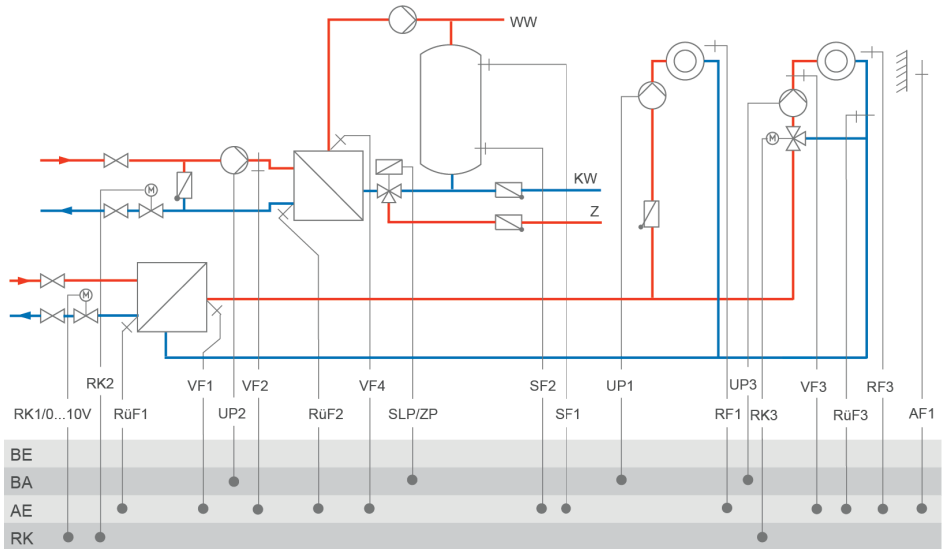 WW
M
KW
Z
M
M
RK2
VF1
VF2
VF4
SF2
UP1
UP3
VF3
RF3
RK1/0...10V
RüF1
UP2
RüF2
SLP/ZP
SF1
RF1
RK3
RüF3
AF1
BE
BA
AE
RK